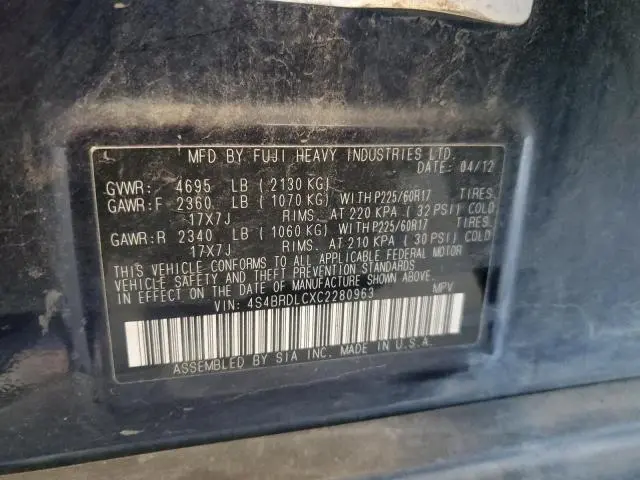 MFD BY FUJI HEAVY INDUSTRIES LTD.
DATE: 04/12
GVWR: 4695 LB (2130 KG)
GAWR:F 2360 LB (1070 KG) WITH P225/60R17 TIRES.
17X7J RIMS. AT 220 KPA (32 PSI) COLD
GAWR:R 2340 LB (1060 KG) WITH P225/60R17 TIRES.
17X7J RIMS. AT 210 KPA (30 PSI) COLD
THIS VEHICLE CONFORMS TO ALL APPLICABLE FEDERAL MOTOR
VEHICLE SAFETY AND THEFT PREVENTION STANDARDS
IN EFFECT ON THE DATE OF MANUFACTURE SHOWN ABOVE.
VIN: 4S4BRDLCXC2280963 MPV
ASSEMBLED BY SIA INC. MADE IN U.S.A.